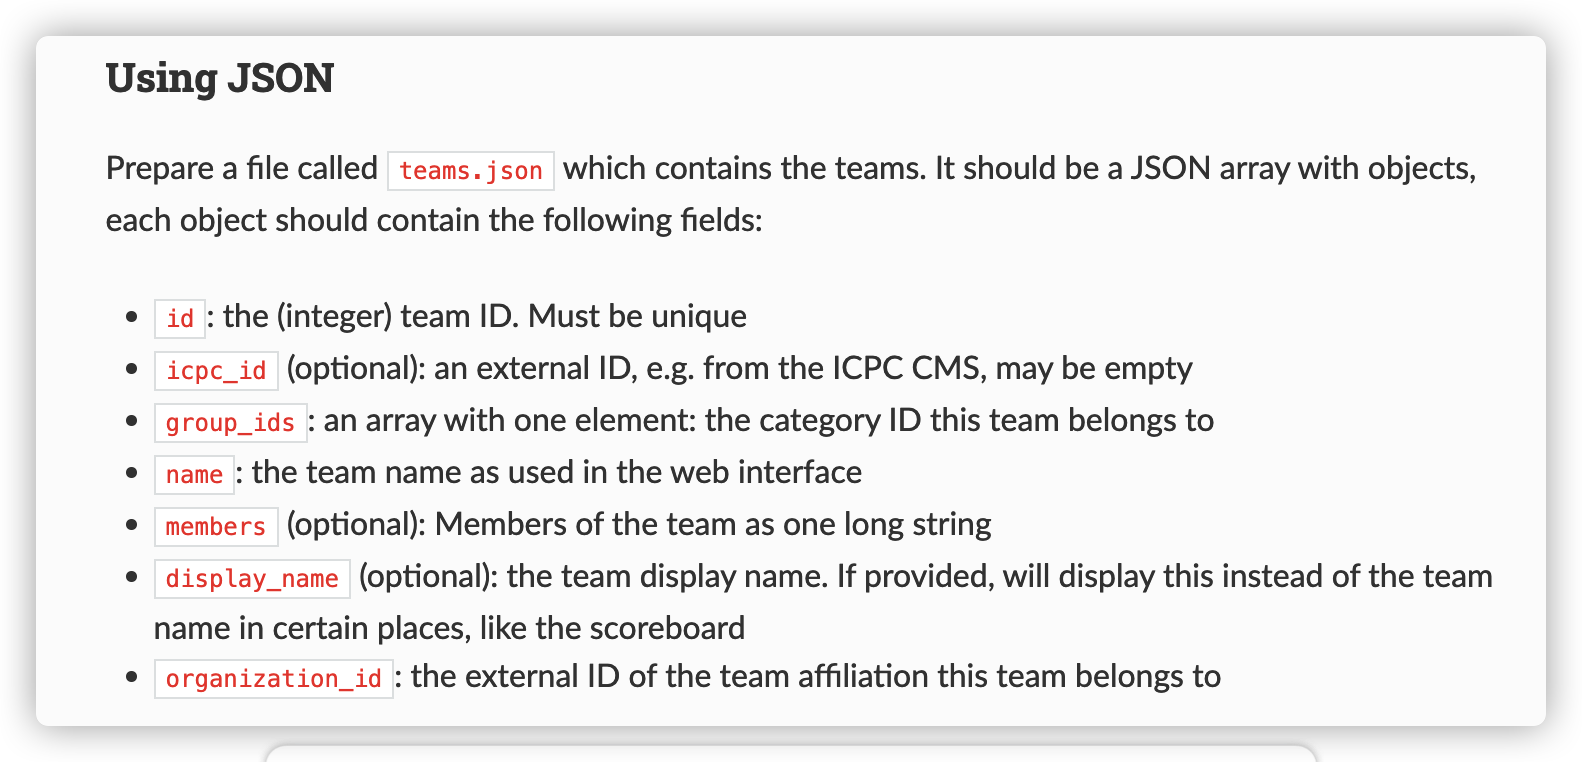 Using JSON
Prepare a file called teams.json which contains the teams. It should be a JSON array with objects,
each object should contain the following fields:
• id: the (integer) team ID. Must be unique
• icpc_id (optional): an external ID, e.g. from the ICPC CMS, may be empty
• group_ids: an array with one element: the category ID this team belongs to
• name: the team name as used in the web interface
• members (optional): Members of the team as one long string
• display_name (optional): the team display name. If provided, will display this instead of the team
name in certain places, like the scoreboard
• organization_id: the external ID of the team affiliation this team belongs to